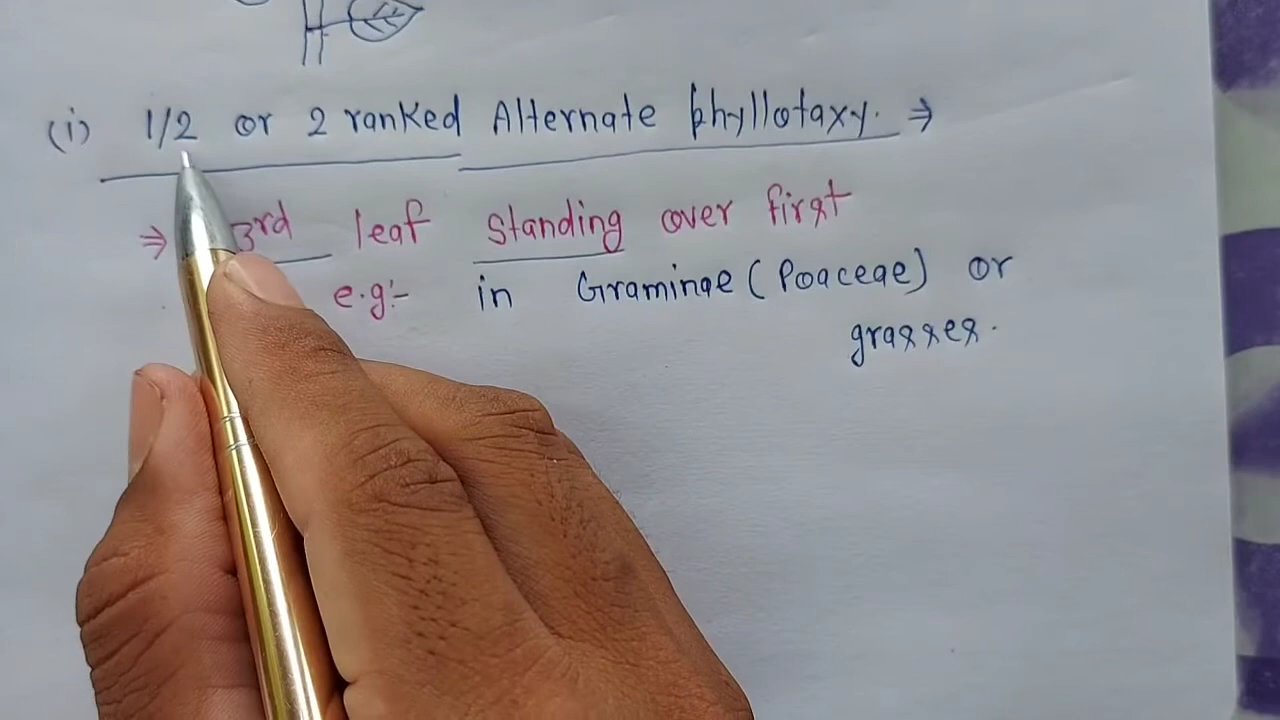 (i) 1/2 or 2 ranked Alternate phyllotaxy. ⇒
⇒ 3rd leaf standing over first
e.g:- in Graminae (Poaceae) or
grasses.